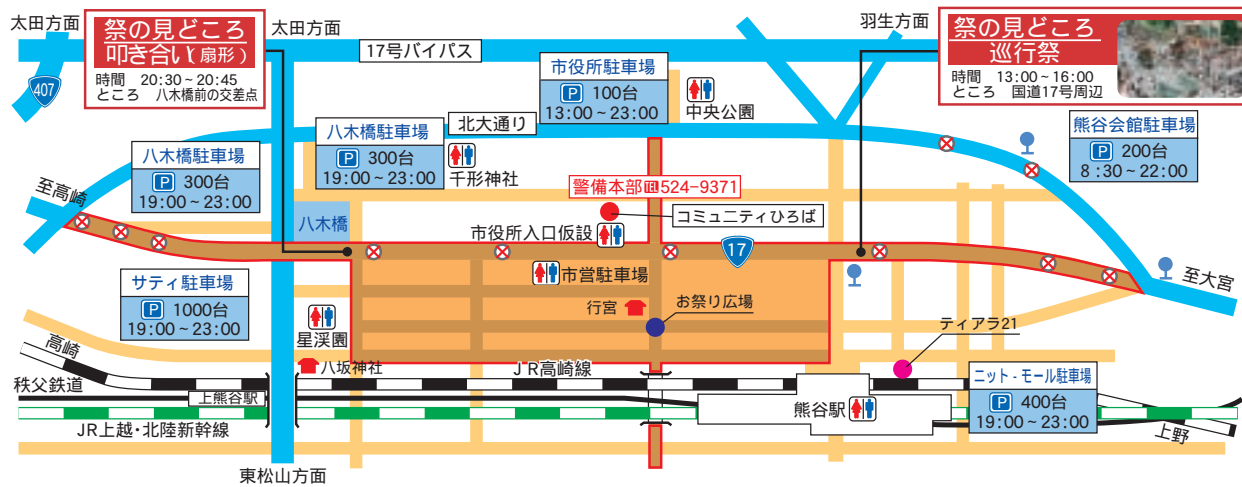 太田方面
祭の見どころ
叩き合い(扇形)
時間 20:30~20:45
ところ 八木橋前の交差点
太田方面
17号バイパス
羽生方面
祭の見どころ
巡行祭
時間 13:00~16:00
ところ 国道17号周辺
407
市役所駐車場
P 100台
13:00~23:00
中央公園
北大通り
八木橋駐車場
P 300台
19:00~23:00
千形神社
熊谷会館駐車場
P 200台
8:30~22:00
八木橋駐車場
P 300台
19:00~23:00
至高崎
警備本部TEL524-9371
コミュニティひろば
八木橋
市役所入口仮設
17
市営駐車場
至大宮
サティ駐車場
P 1000台
19:00~23:00
行宮
お祭り広場
星渓園
ティアラ21
高崎
八坂神社
JR高崎線
秩父鉄道
上熊谷駅
熊谷駅
ニット-モール駐車場
P 400台
19:00~23:00
JR上越・北陸新幹線
上野
東松山方面